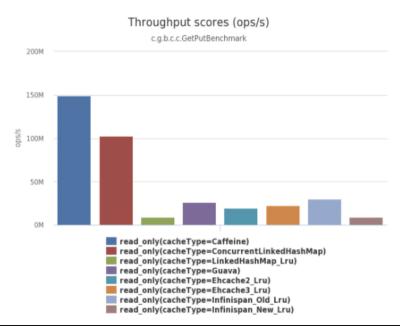 Throughput scores (ops/s)
c.g.b.c.c.GetPutBenchmark
200M
150M
100M
50M
0M
ops/s
read_only(cacheType=Caffeine)
read_only(cacheType=ConcurrentLinkedHashMap)
read_only(cacheType=LinkedHashMap_Lru)
read_only(cacheType=Guava)
read_only(cacheType=Ehcache2_Lru)
read_only(cacheType=Ehcache3_Lru)
read_only(cacheType=Infinispan_Old_Lru)
read_only(cacheType=Infinispan_New_Lru)